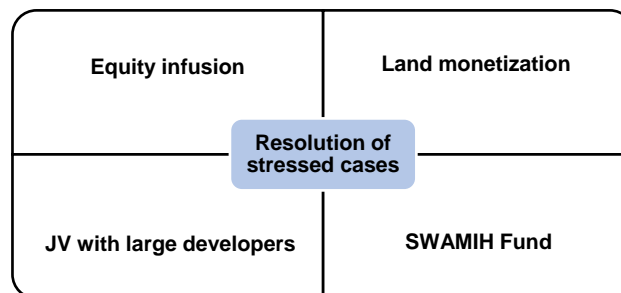 Equity infusion
Land monetization
Resolution of
stressed cases
JV with large developers
SWAMIH Fund